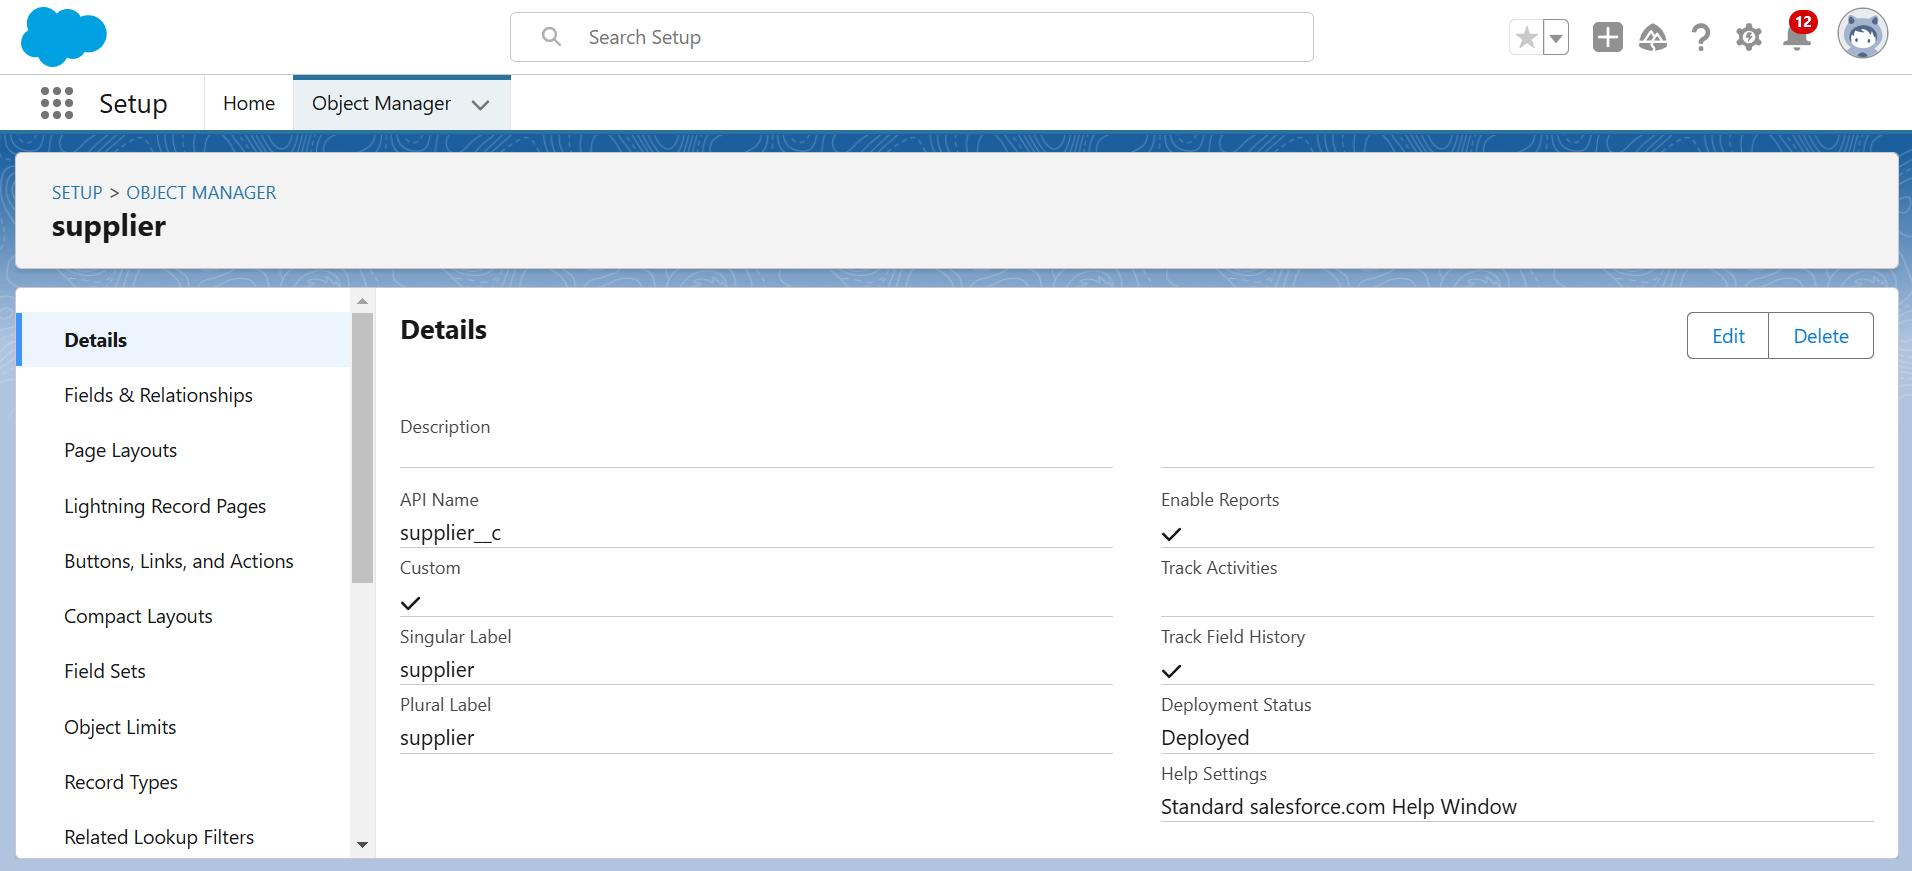 Search Setup
12
Setup
Home
Object Manager
SETUP > OBJECT MANAGER
supplier
Details
Fields & Relationships
Page Layouts
Lightning Record Pages
Buttons, Links, and Actions
Compact Layouts
Field Sets
Object Limits
Record Types
Related Lookup Filters
Details
Edit
Delete
Description
API Name
supplier__c
Custom
Singular Label
supplier
Plural Label
supplier
Enable Reports
Track Activities
Track Field History
Deployment Status
Deployed
Help Settings
Standard salesforce.com Help Window